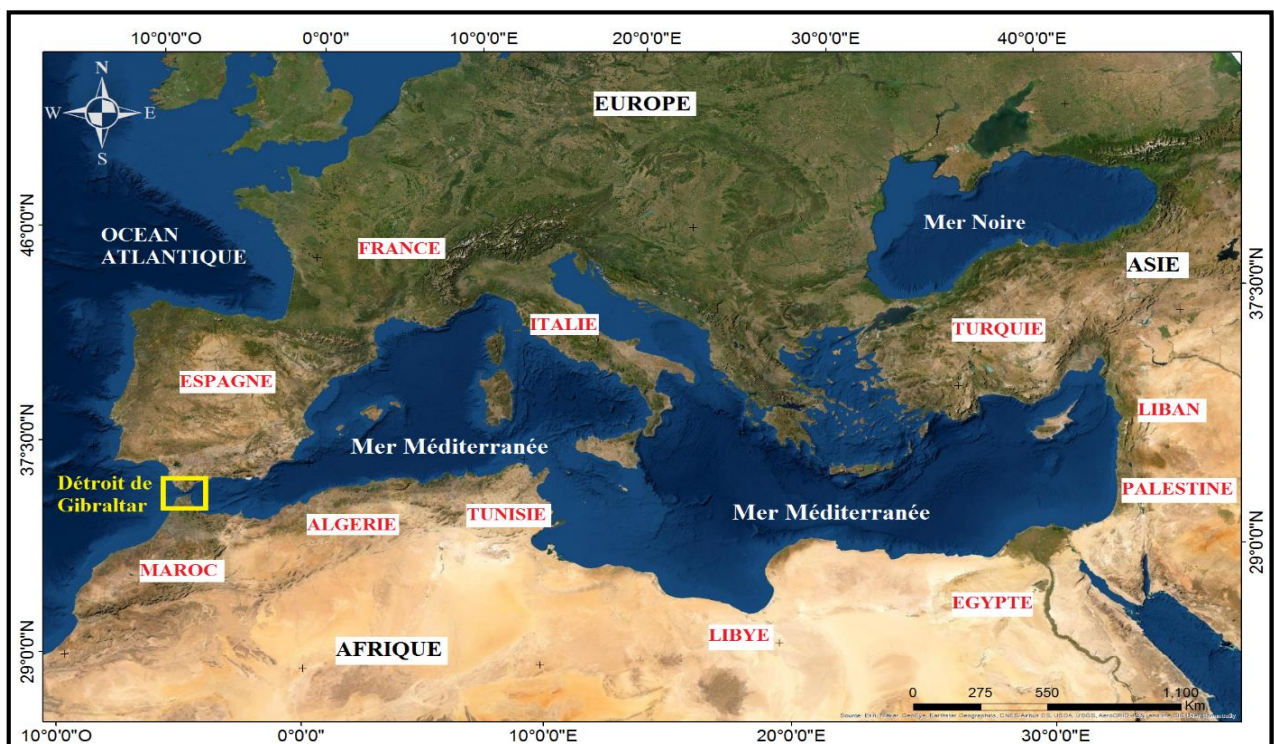 10°0'0"O 0°0'0" 10°0'0"E 20°0'0"E 30°0'0"E 40°0'0"E
N
W E
S
EUROPE
46°0'0"N
OCEAN
ATLANTIQUE
FRANCE
Mer Noire
ASIE
37°30'0"N
ITALIE
TURQUIE
ESPAGNE
LIBAN
37°30'0"N
Mer Méditerranée
Détroit de
Gibraltar
PALESTINE
ALGERIE
TUNISIE
Mer Méditerranée
29°0'0"N
MAROC
EGYPTE
LIBYE
AFRIQUE
29°0'0"N
0 275 550 1,100
Km
10°0'0"O 0°0'0" 10°0'0"E 20°0'0"E 30°0'0"E